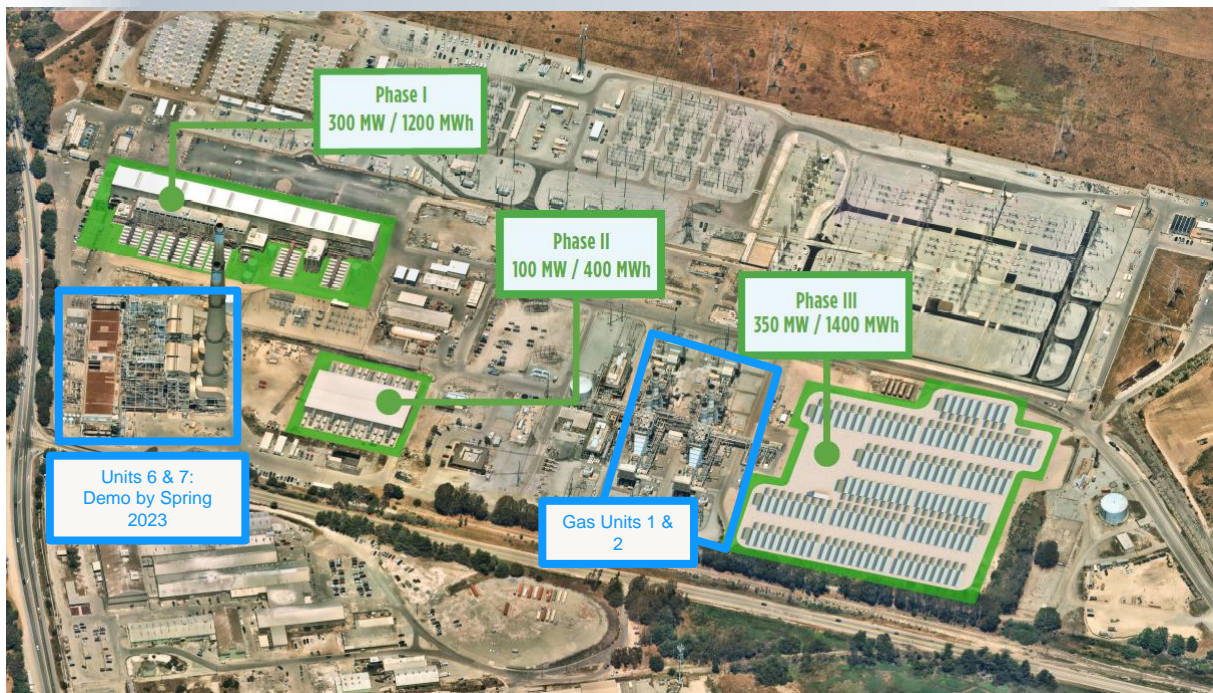 Phase I
300 MW / 1200 MWh
Phase II
100 MW / 400 MWh
Phase III
350 MW / 1400 MWh
Units 6 & 7:
Demo by Spring
2023
Gas Units 1 &
2